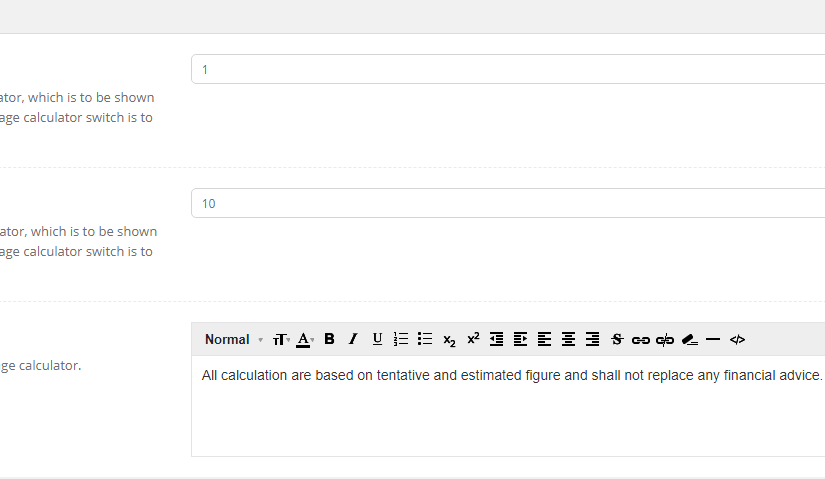 1
ator, which is to be shown
age calculator switch is to
10
ator, which is to be shown
age calculator switch is to
Normal
ge calculator.
All calculation are based on tentative and estimated figure and shall not replace any financial advice.